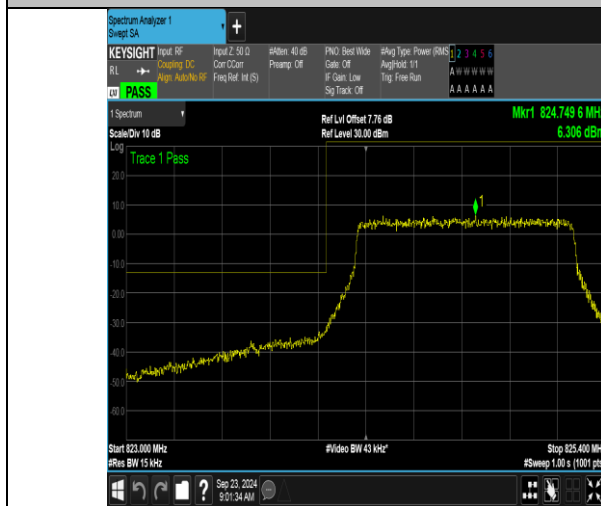 Spectrum Analyzer 1
Swept SA
+
KEYSIGHT Input: RF Input Z: 50 Ω #Atten: 40 dB PNO: Best Wide #Avg Type: Power (RMS 1 2 3 4 5 6
RL Coupling: DC Corr CCorr Preamp: Off Gate: Off Avg|Hold: 1/1 A W W W W W
Align: Auto/No RF Freq Ref: Int (S) IF Gain: Low Trig: Free Run
LXI PASS Sig Track: Off A A A A A A
1 Spectrum Ref Lvl Offset 7.76 dB Mkr1 824.749 6 MH
Scale/Div 10 dB Ref Level 30.00 dBm 6.306 dBm
Log
Trace 1 Pass
20.0
10.0
1
0.00
-10.0
-20.0
-30.0
-40.0
-50.0
-60.0
Start 823.000 MHz #Video BW 43 kHz* Stop 825.400 MH
#Res BW 15 kHz #Sweep 1.00 s (1001 pts
? Sep 23, 2024
9:01:34 AM